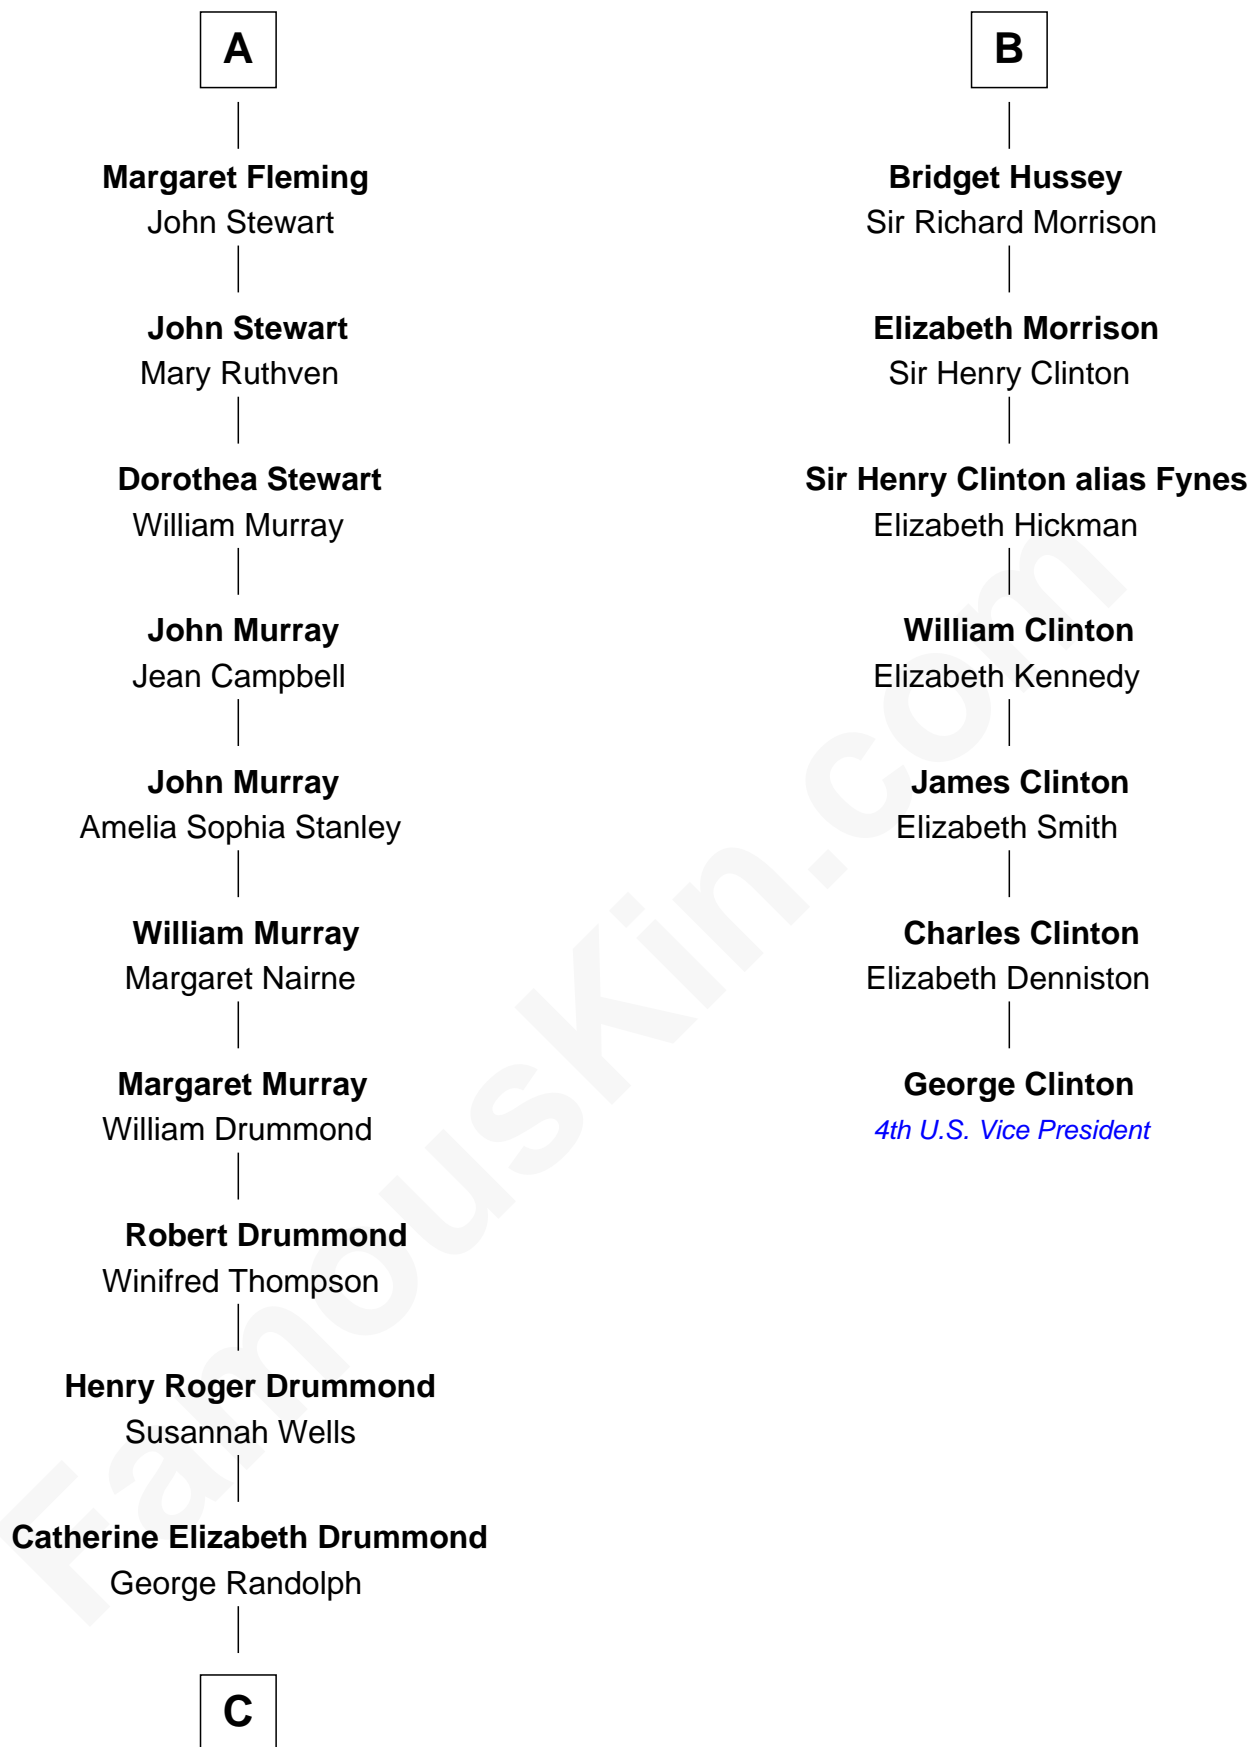 A
Margaret Fleming
John Stewart
John Stewart
Mary Ruthven
Dorothea Stewart
William Murray
John Murray
Jean Campbell
John Murray
Amelia Sophia Stanley
William Murray
Margaret Nairne
Margaret Murray
William Drummond
Robert Drummond
Winifred Thompson
Henry Roger Drummond
Susannah Wells
Catherine Elizabeth Drummond
George Randolph
C
B
Bridget Hussey
Sir Richard Morrison
Elizabeth Morrison
Sir Henry Clinton
Sir Henry Clinton alias Fynes
Elizabeth Hickman
William Clinton
Elizabeth Kennedy
James Clinton
Elizabeth Smith
Charles Clinton
Elizabeth Denniston
George Clinton
4th U.S. Vice President
FamousKin.com